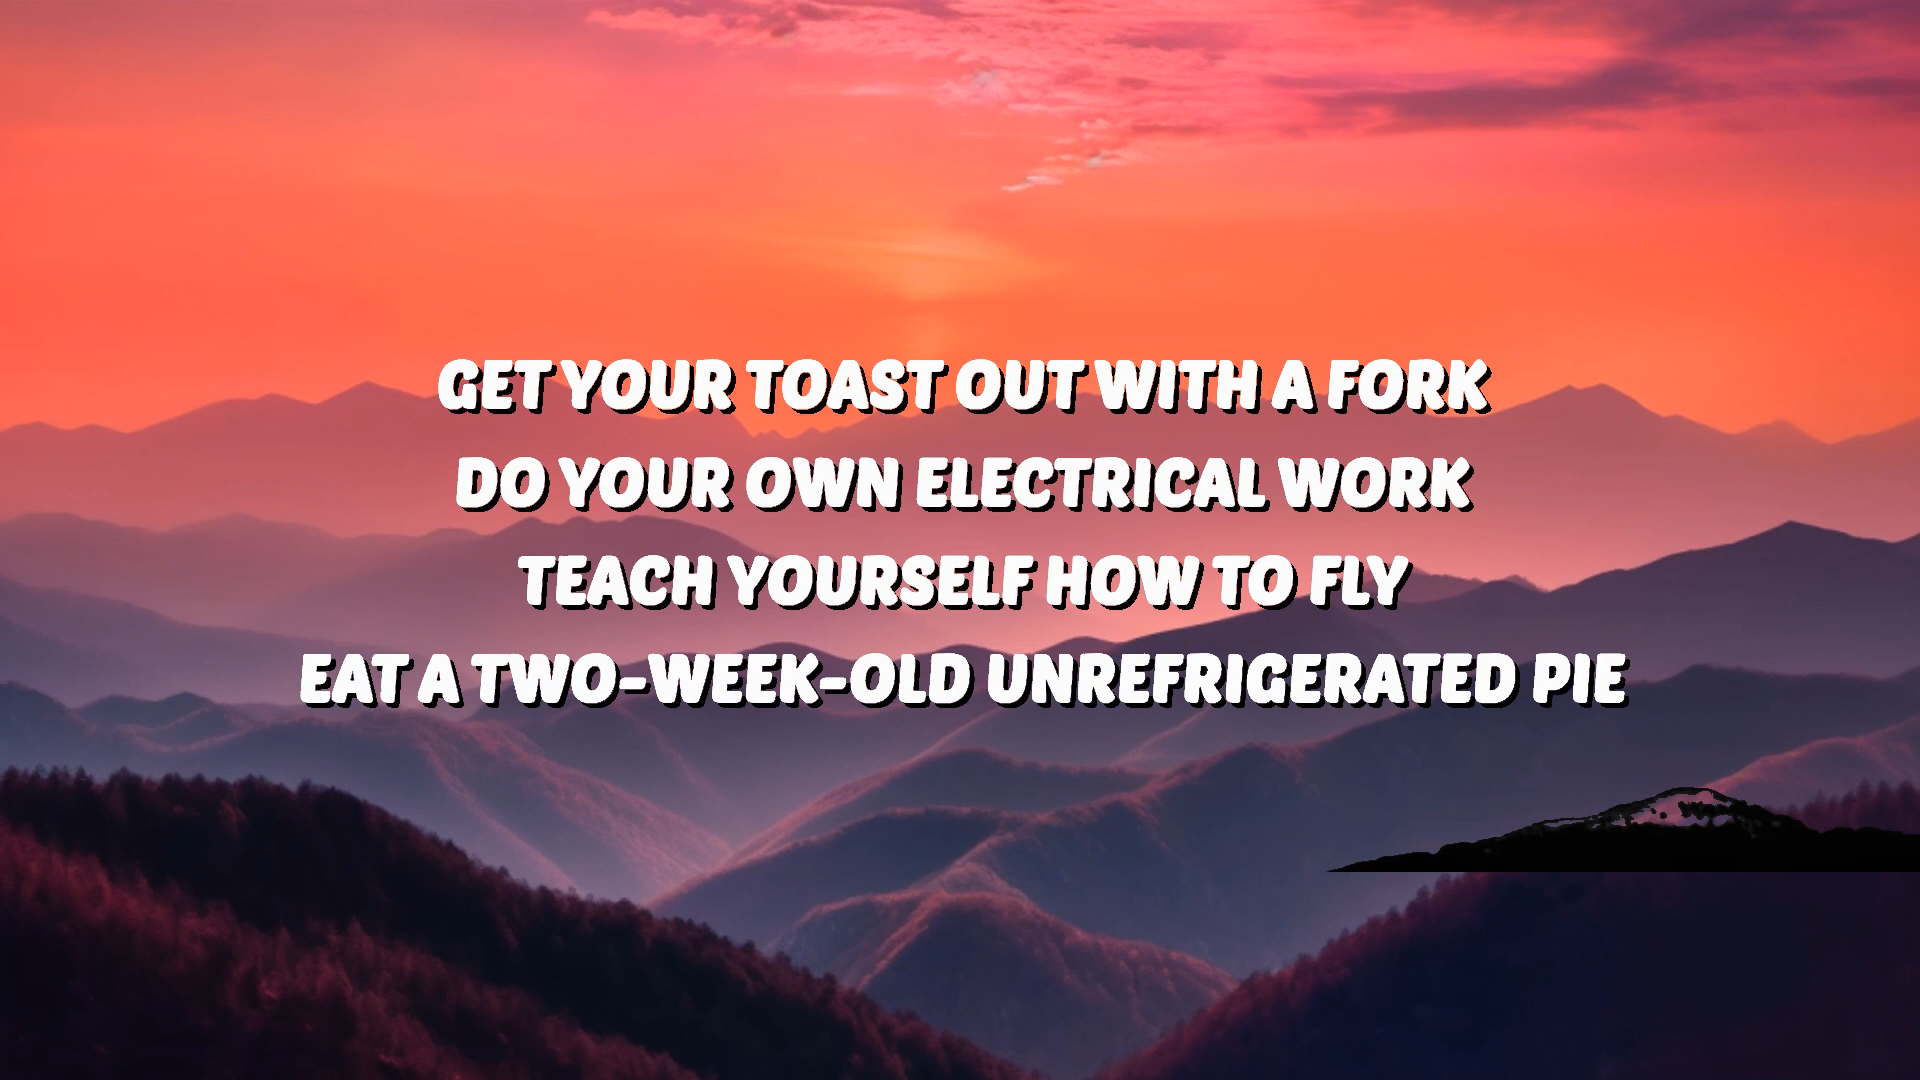 GET YOUR TOAST OUT WITH A FORK
DO YOUR OWN ELECTRICAL WORK
TEACH YOURSELF HOW TO FLY
EAT A TWO-WEEK-OLD UNREFRIGERATED PIE